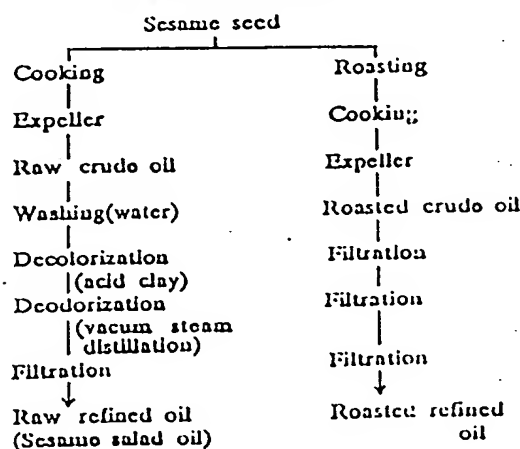 Sesame seed
Cooking
Expeller
Raw crudo oil
Washing(water)
Decolorization
(acid clay)
Deodorization
(vacum steam
distillation)
Filtration
Raw refined oil
(Sesamo salad oil)
Roasting
Cooking
Expeller
Roasted crudo oil
Filtration
Filtration
Filtration
Roasted refined
oil